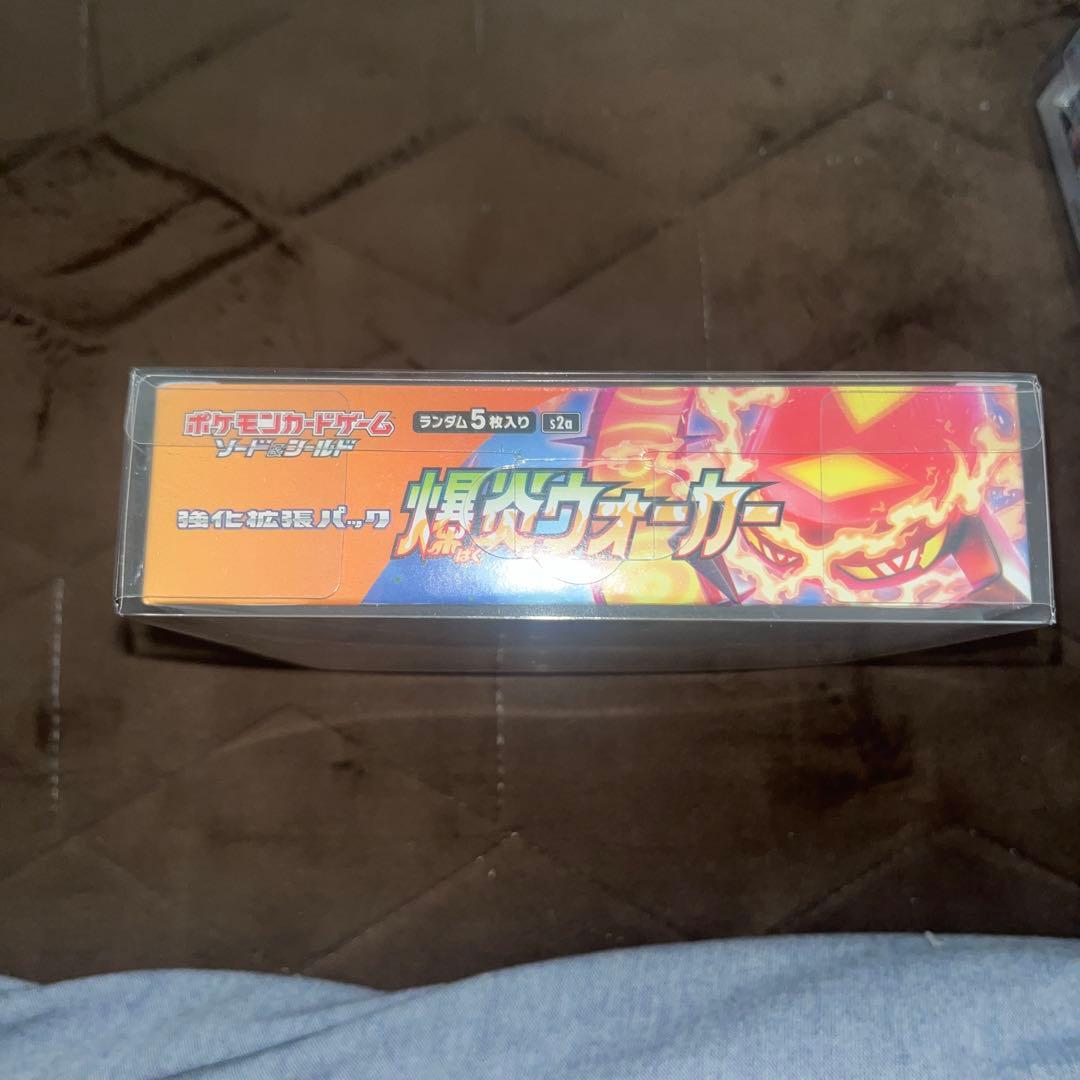 ポケモンカードゲーム
ソード&シールド
ランダム5枚入り s2a
強化拡張パック
爆炎ウォーカー
ばく